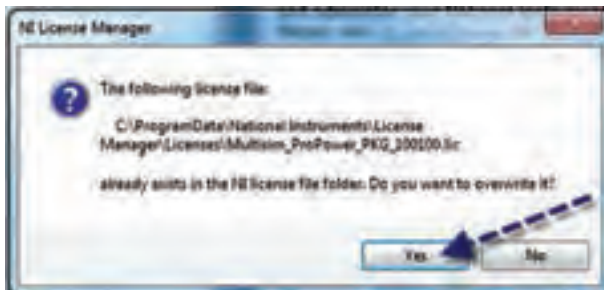 NI License Manager
The following license file:
C:\ProgramData\National Instruments\License
Manager\Licenses\Multisim_ProPower_PKG_100100.lic
already exists in the NI license file folder. Do you want to overwrite it?
Yes
No